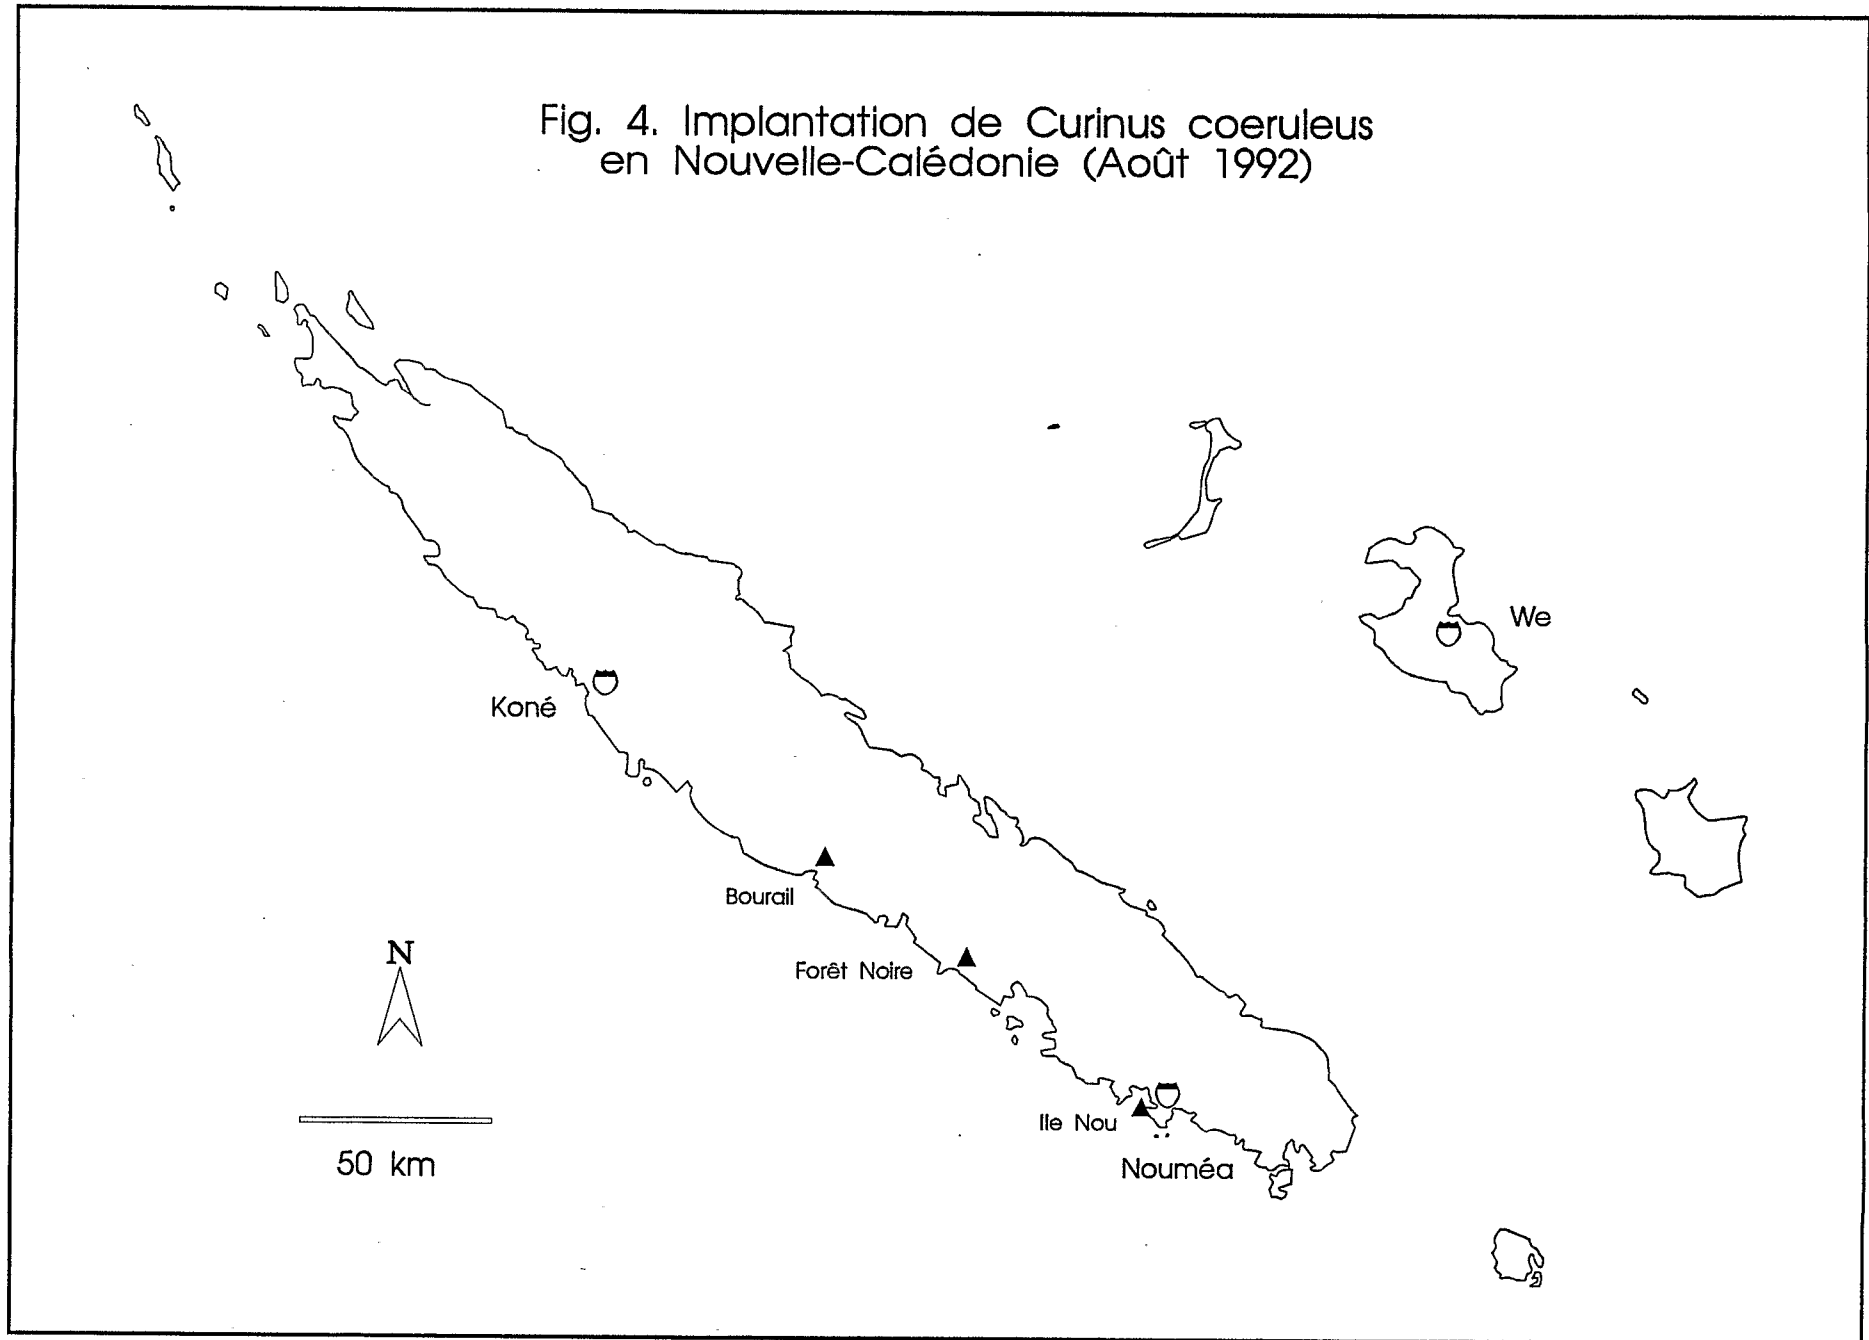 Fig. 4. Implantation de Curinus coeruleus
en Nouvelle-Calédonie (Août 1992)
We
Koné
Bourail
N
Forêt Noire
Ile Nou
50 km
Nouméa